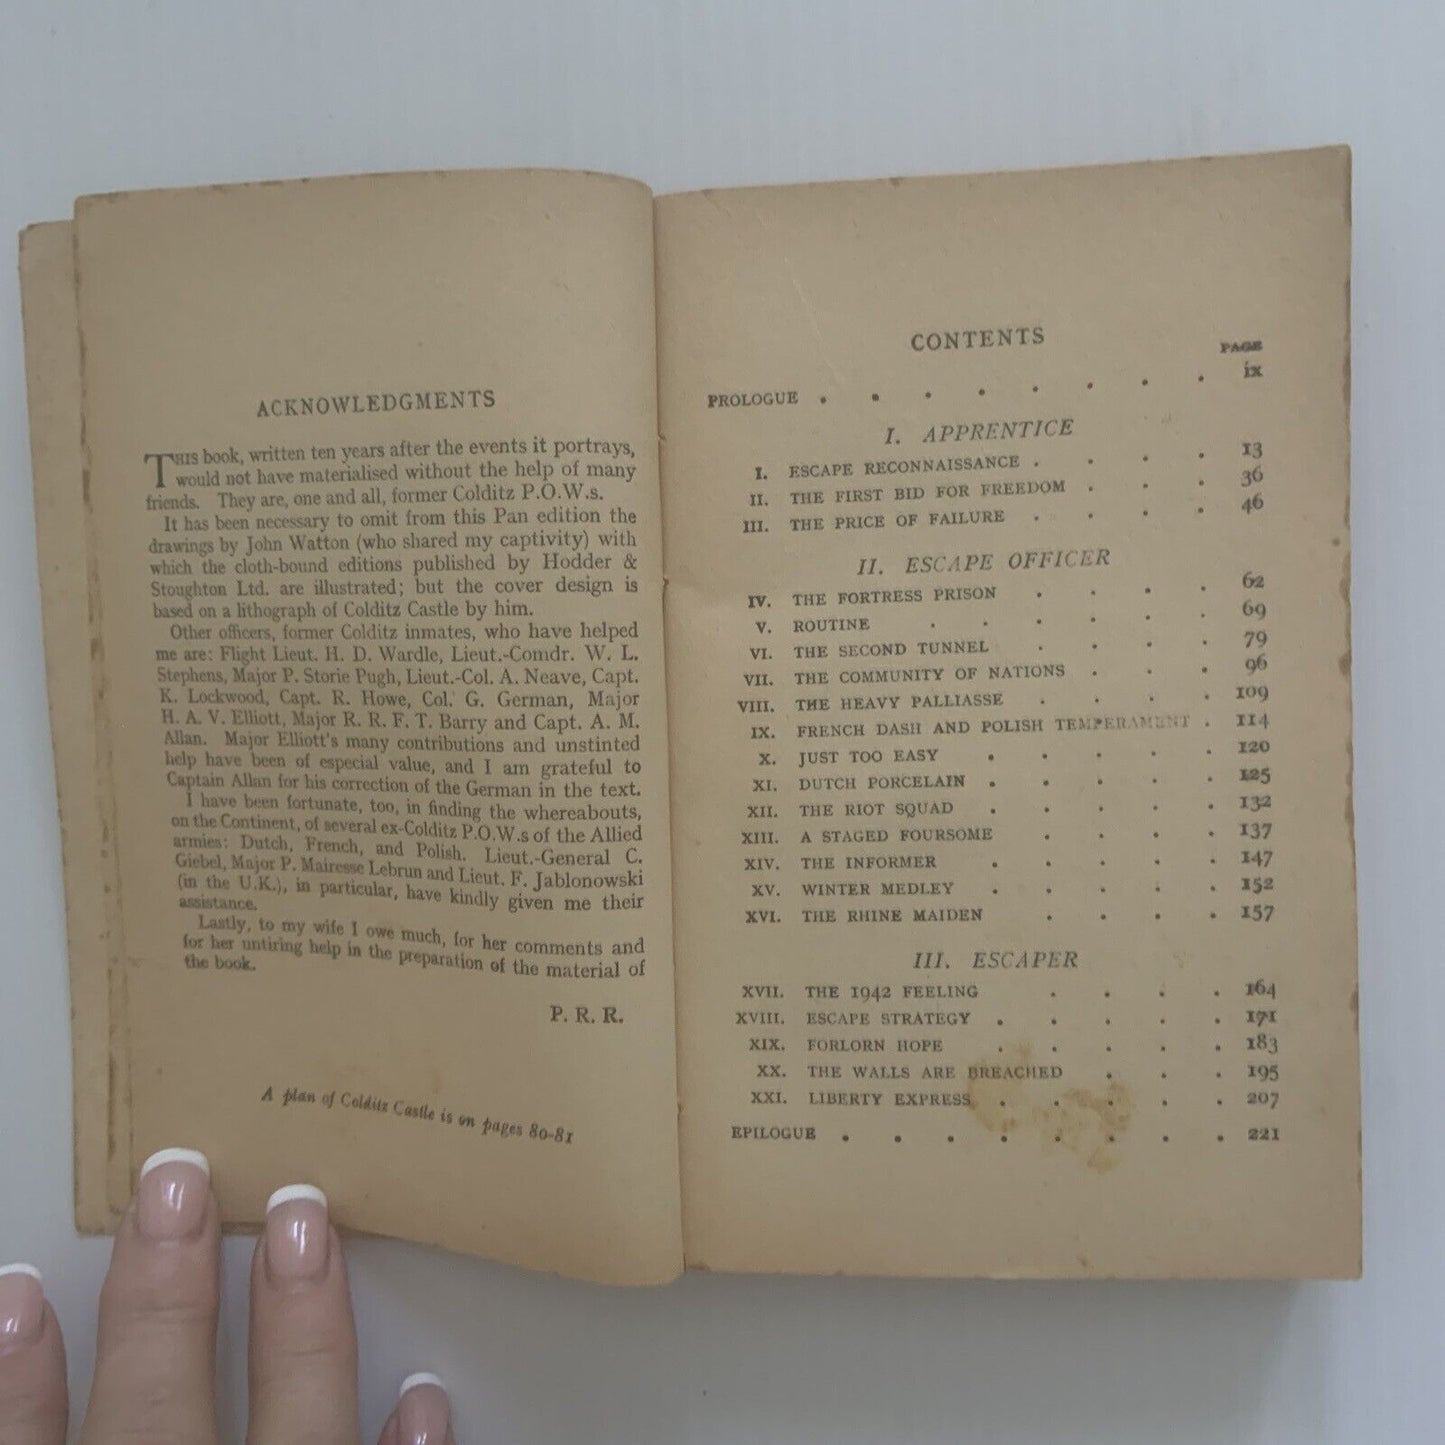 ACKNOWLEDGMENTS
THIS book, written ten years after the events it portrays,
would not have materialised without the help of many
friends. They are, one and all, former Colditz P.O.W.s.
It has been necessary to omit from this Pan edition the
drawings by John Watton (who shared my captivity) with
which the cloth-bound editions published by Hodder &
Stoughton Ltd. are illustrated; but the cover design is
based on a lithograph of Colditz Castle by him.
Other officers, former Colditz inmates, who have helped
me are: Flight Lieut. H. D. Wardle, Lieut.-Comdr. W. L.
Stephens, Major P. Storie Pugh, Lieut.-Col. A. Neave, Capt.
K. Lockwood, Capt. R. Howe, Col. G. German, Major
H. A. V. Elliott, Major R. R. F. T. Barry and Capt. A. M.
Allan. Major Elliott's many contributions and unstinted
help have been of especial value, and I am grateful to
Captain Allan for his correction of the German in the text.
I have been fortunate, too, in finding the whereabouts,
on the Continent, of several ex-Colditz P.O.W.s of the Allied
armies: Dutch, French, and Polish. Lieut.-General C.
Giebel, Major P. Mairesse Lebrun and Lieut. F. Jablonowski
(in the U.K.), in particular, have kindly given me their
assistance.
Lastly, to my wife I owe much, for her comments and
for her untiring help in the preparation of the material of
the book.
P. R. R.
A plan of Colditz Castle is on pages 80-81
CONTENTS
PAGE
PROLOGUE . . . . . . . . ix
I. APPRENTICE
I. ESCAPE RECONNAISSANCE . . . . 13
II. THE FIRST BID FOR FREEDOM . . . 36
III. THE PRICE OF FAILURE . . . . 46
II. ESCAPE OFFICER
IV. THE FORTRESS PRISON . . . . 62
V. ROUTINE . . . . . . 69
VI. THE SECOND TUNNEL . . . . 79
VII. THE COMMUNITY OF NATIONS . . . 96
VIII. THE HEAVY PALLIASSE . . . . 109
IX. FRENCH DASH AND POLISH TEMPERAMENT . 114
X. JUST TOO EASY . . . . . 120
XI. DUTCH PORCELAIN . . . . . 125
XII. THE RIOT SQUAD . . . . . 132
XIII. A STAGED FOURSOME . . . . 137
XIV. THE INFORMER . . . . . 147
XV. WINTER MEDLEY . . . . . 152
XVI. THE RHINE MAIDEN . . . . 157
III. ESCAPER
XVII. THE 1942 FEELING . . . . 164
XVIII. ESCAPE STRATEGY . . . . . 171
XIX. FORLORN HOPE . . . . . 183
XX. THE WALLS ARE BREACHED . . . 195
XXI. LIBERTY EXPRESS . . . . . 207
EPILOGUE . . . . . . . . 221